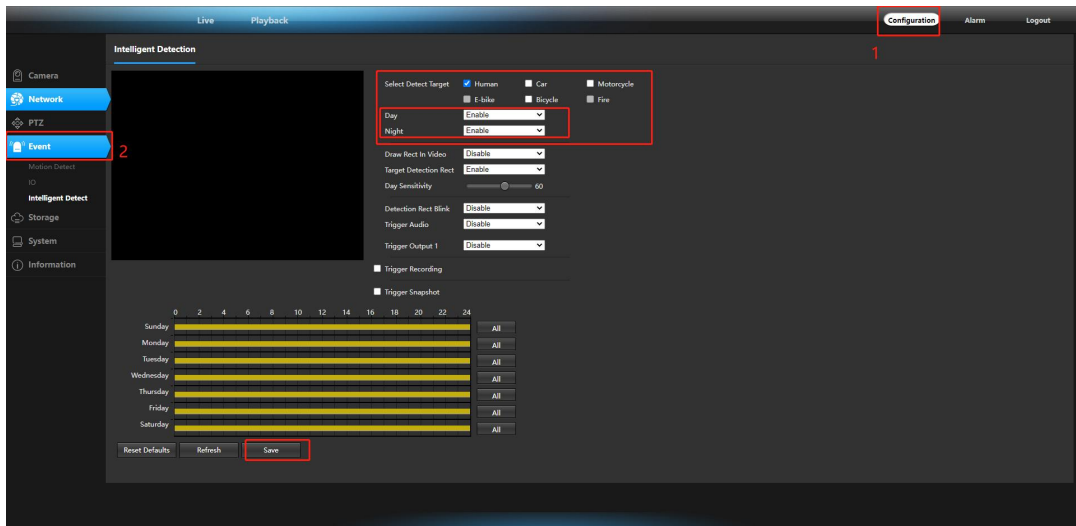 Live Playback Configuration Alarm Logout
1
Intelligent Detection
Camera
Network
PTZ
Event
2
Motion Detect
IO
Intelligent Detect
Storage
System
Information
Select Detect Target Human Car Motorcycle
E-bike Bicycle Fire
Day Enable
Night Enable
Draw Rect In Video Disable
Target Detection Rect Enable
Day Sensitivity 60
Detection Rect Blink Disable
Trigger Audio Disable
Trigger Output 1 Disable
Trigger Recording
Trigger Snapshot
0 2 4 6 8 10 12 14 16 18 20 22 24
Sunday All
Monday All
Tuesday All
Wednesday All
Thursday All
Friday All
Saturday All
Reset Defaults Refresh Save